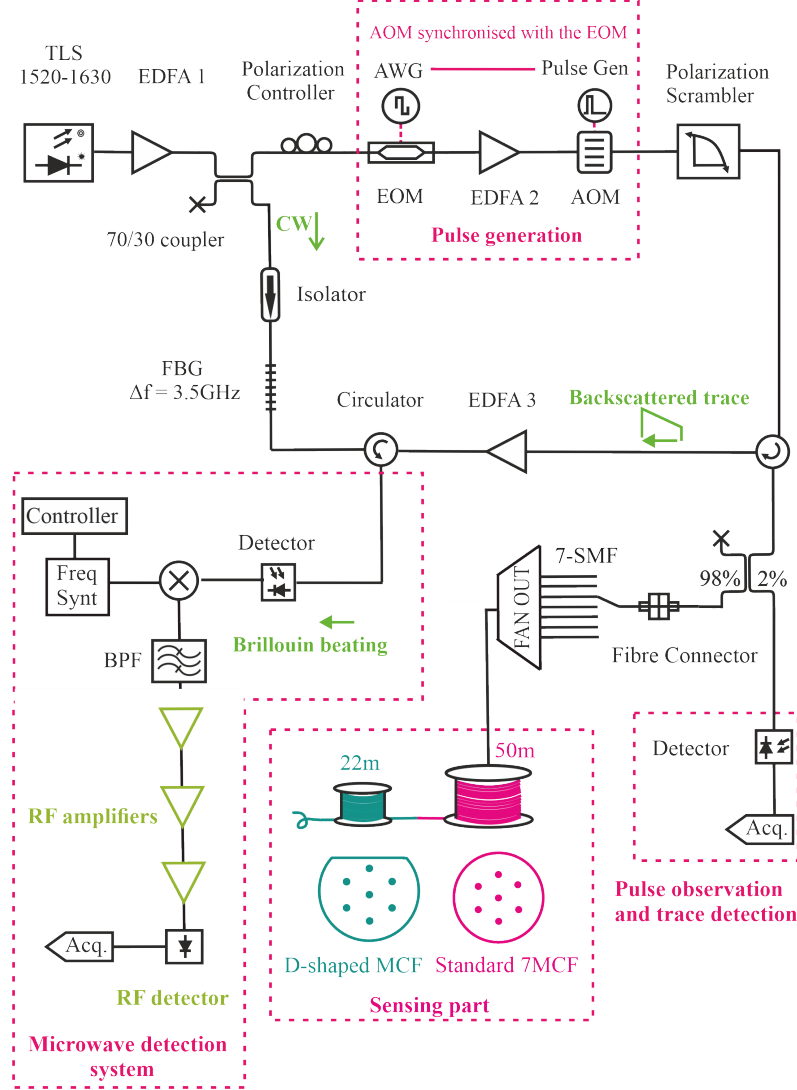 AOM synchronised with the EOM
TLS
1520-1630
EDFA 1
Polarization
Controller
AWG
Pulse Gen
Polarization
Scrambler
EOM
EDFA 2
AOM
70/30 coupler
CW
Pulse generation
Isolator
FBG
Δf = 3.5GHz
Circulator
EDFA 3
Backscattered trace
Controller
Detector
7-SMF
Freq
Synt
FAN OUT
98%
2%
Brillouin beating
BPF
Fibre Connector
50m
22m
Detector
RF amplifiers
Acq.
Pulse observation
and trace detection
Acq.
D-shaped MCF
Standard 7MCF
RF detector
Sensing part
Microwave detection
system